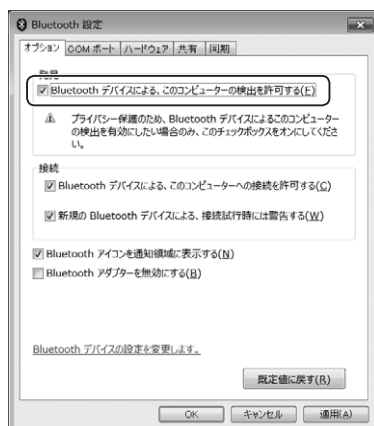 Bluetooth 設定
オプション COM ポート ハードウェア 共有 同期
発見
Bluetooth デバイスによる、このコンピューターの検出を許可する(E)
プライバシー保護のため、Bluetooth デバイスによるこのコンピューター
の検出を有効にしたい場合のみ、このチェックボックスをオンにしてくださ
い。
接続
Bluetooth デバイスによる、このコンピューターへの接続を許可する(C)
新規の Bluetooth デバイスによる、接続試行時には警告する(W)
Bluetooth アイコンを通知領域に表示する(N)
Bluetooth アダプターを無効にする(B)
Bluetooth デバイスの設定を変更します。
既定値に戻す(R)
OK キャンセル 適用(A)